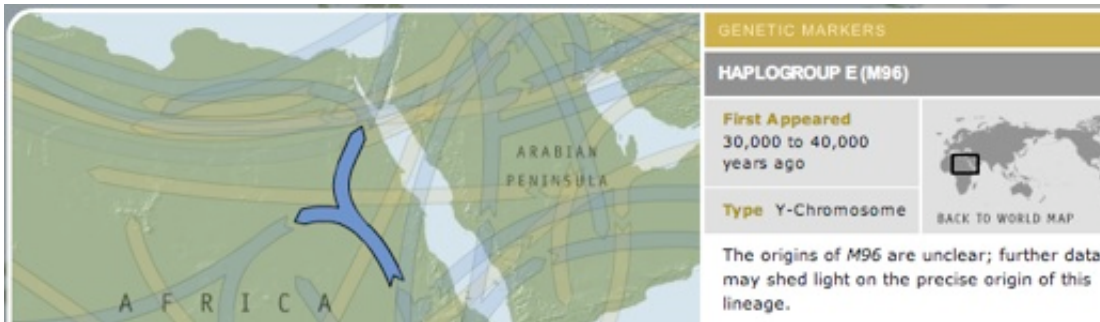 ARABIAN
PENINSULA
AFRICA
GENETIC MARKERS
HAPLOGROUP E (M96)
First Appeared
30,000 to 40,000
years ago
Type Y-Chromosome
BACK TO WORLD MAP
The origins of M96 are unclear; further data
may shed light on the precise origin of this
lineage.